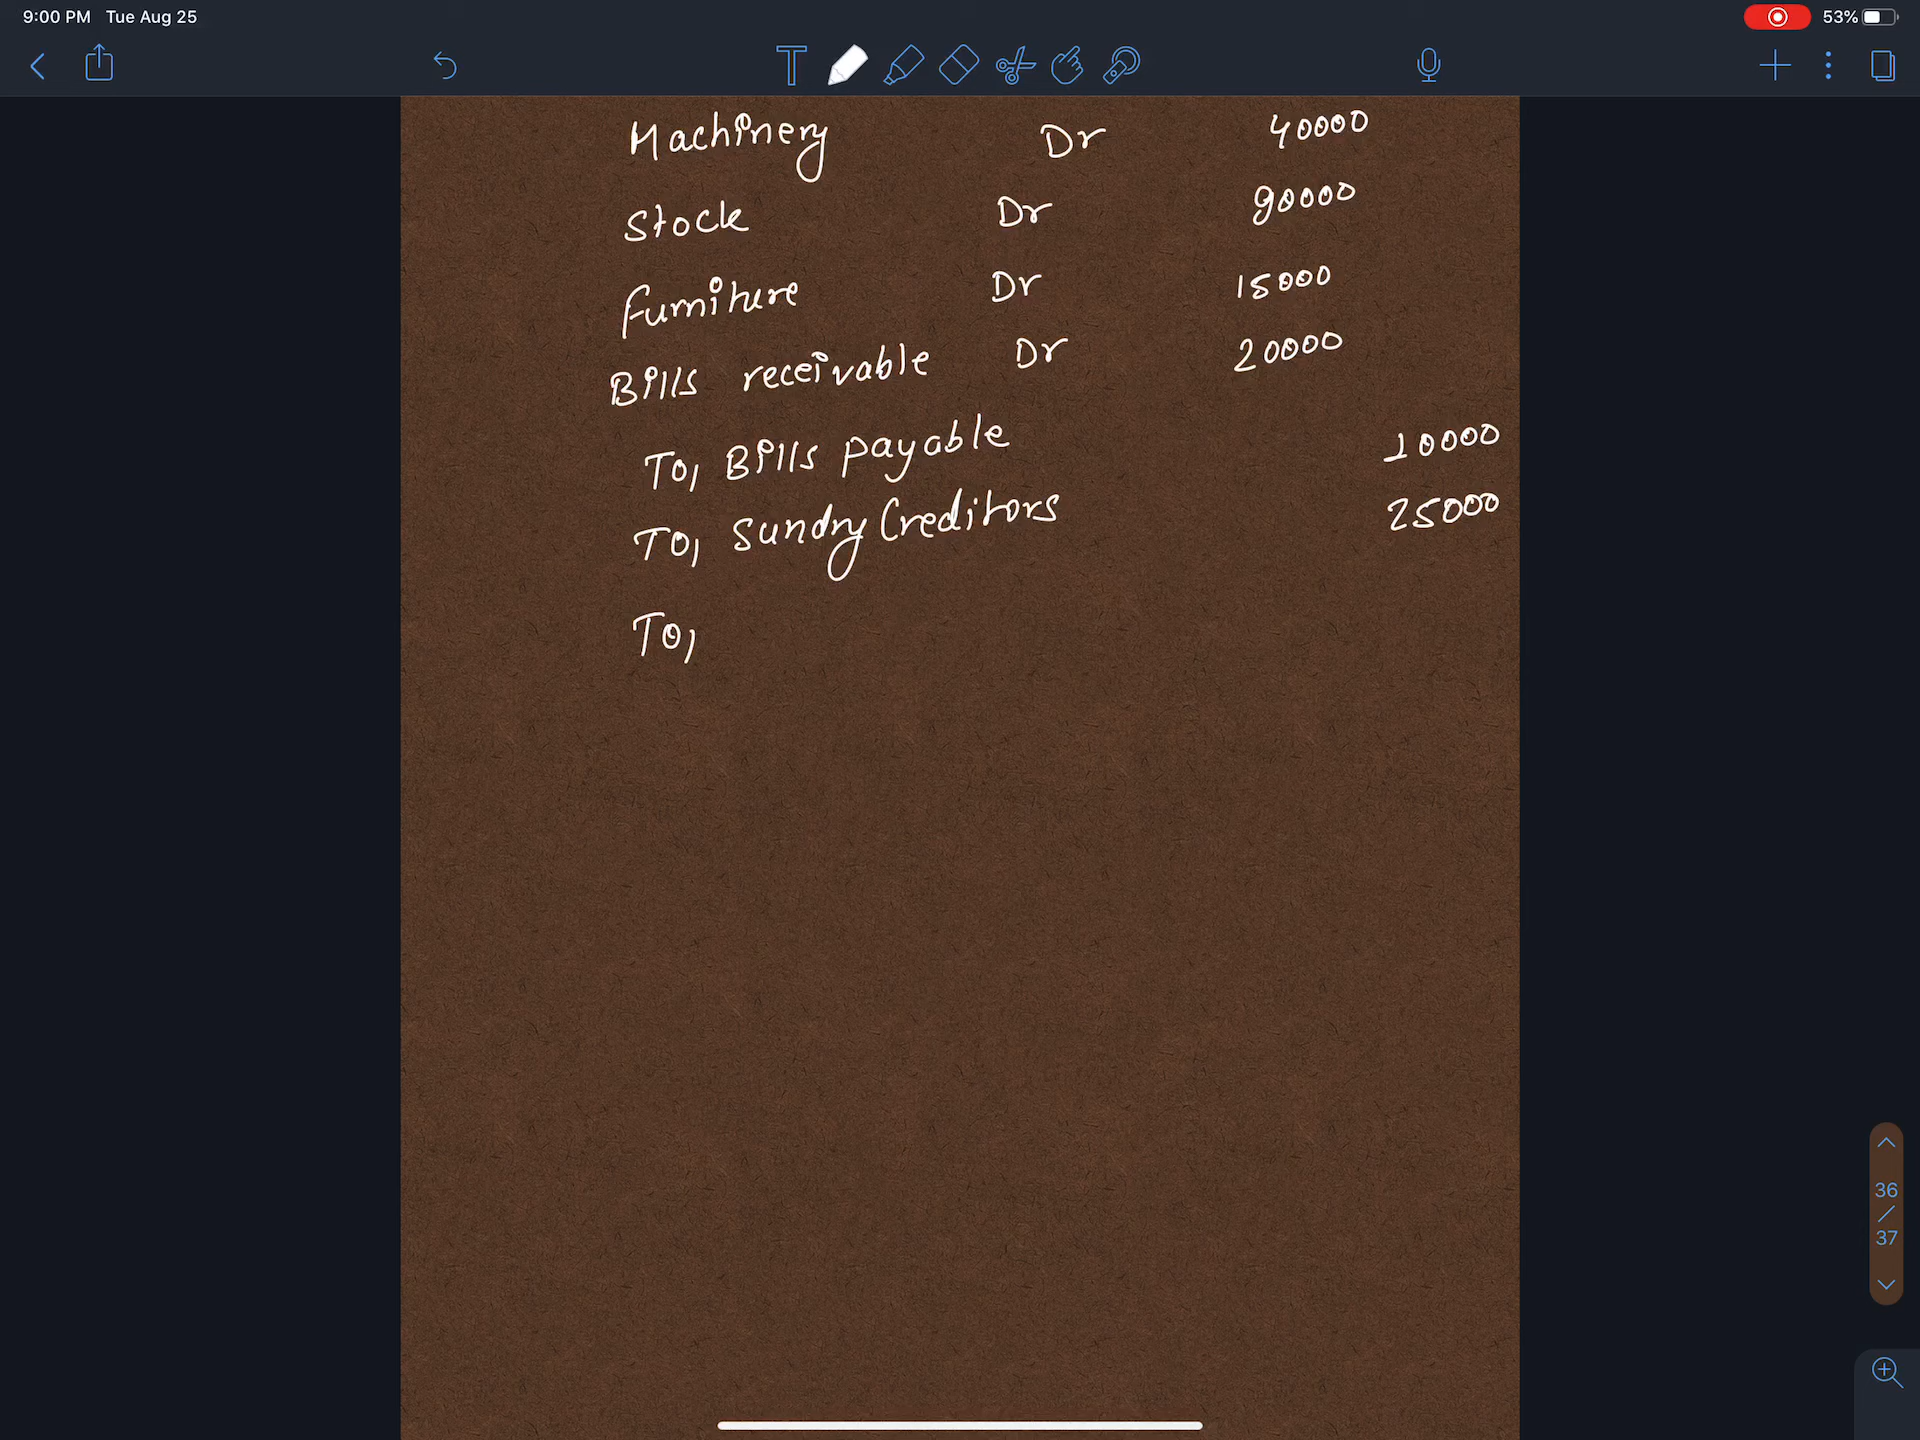 9:00 PM Tue Aug 25 53%
T
Machinery Dr 40000
Stock Dr 90000
furniture Dr 15000
Bills receivable Dr 20000
To, Bills payable 10000
To, Sundry Creditors 25000
To,
36
/
37